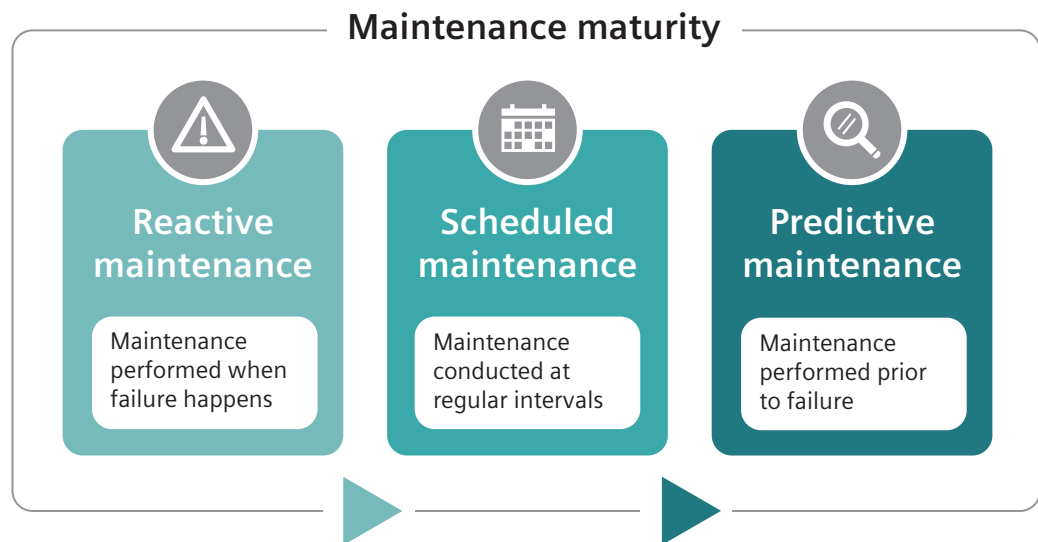 Maintenance maturity
Reactive
maintenance
Maintenance
performed when
failure happens
Scheduled
maintenance
Maintenance
conducted at
regular intervals
Predictive
maintenance
Maintenance
performed prior
to failure